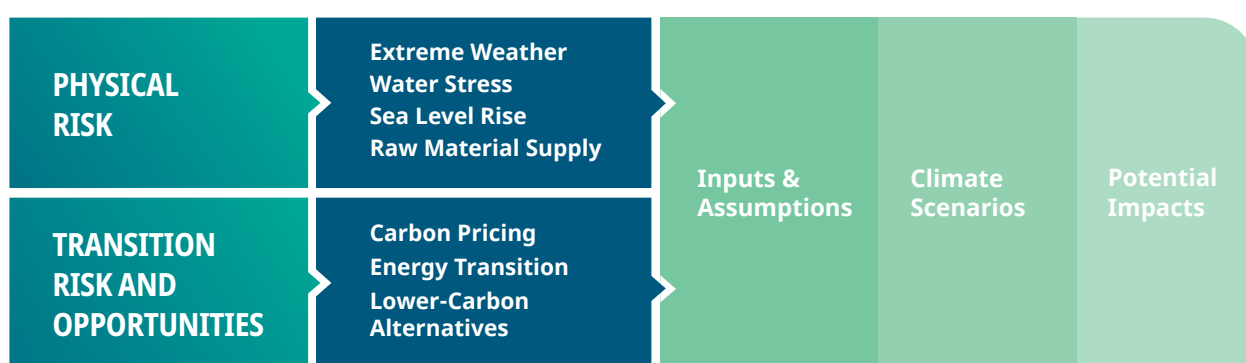 PHYSICAL
RISK
Extreme Weather
Water Stress
Sea Level Rise
Raw Material Supply
TRANSITION
RISK AND
OPPORTUNITIES
Carbon Pricing
Energy Transition
Lower-Carbon
Alternatives
Inputs &
Assumptions
Climate
Scenarios
Potential
Impacts